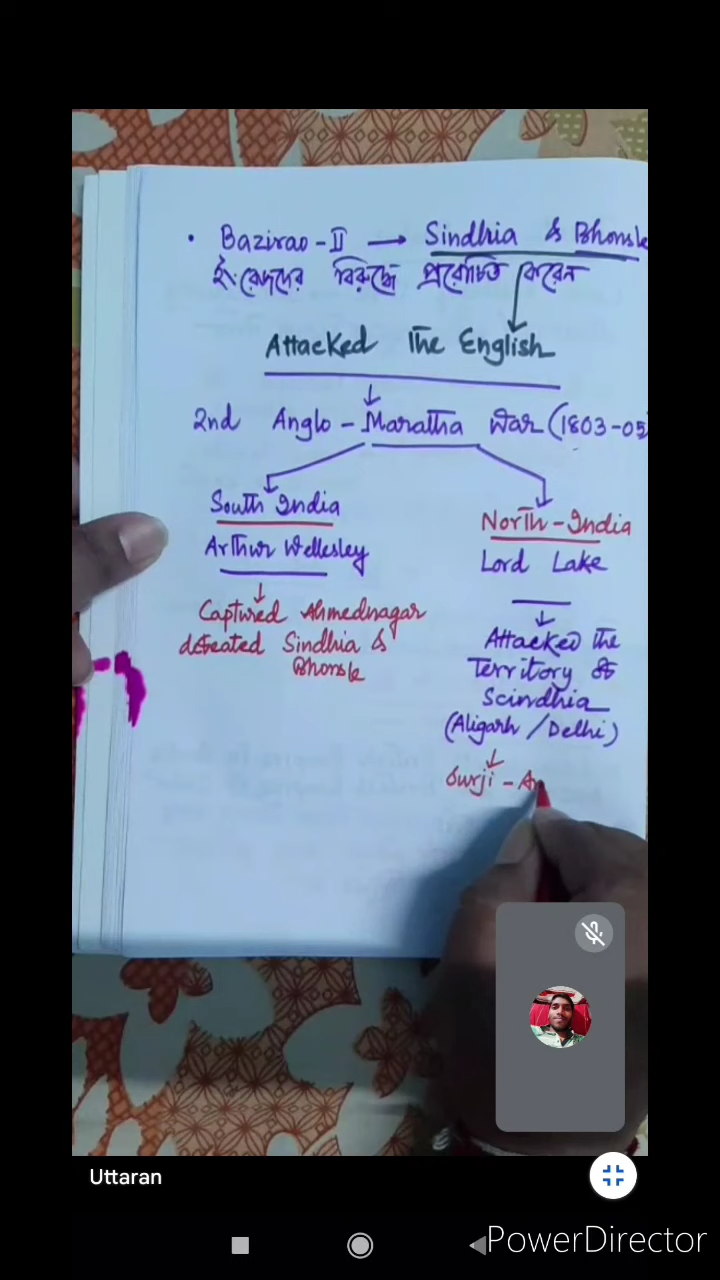 • Bazirao - II → Sindhia & Bhonsle
ইংরেজদের বিরুদ্ধে প্ররোচিত করেন
Attacked The English
2nd Anglo - Maratha War (1803-05)
South India
Arthur Wellesley
Captured Ahmednagar
defeated Sindhia &
Bhonsle
North - India
Lord Lake
Attacked the
Territory of
Scindhia
(Aligarh / Delhi)
Surji - A
Uttaran
PowerDirector